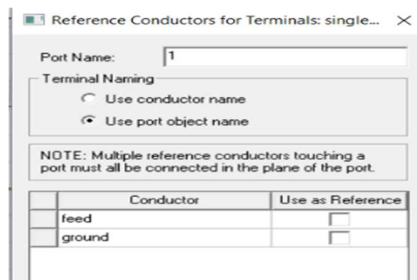 Reference Conductors for Terminals: single...
Port Name: 1
Terminal Naming
Use conductor name
Use port object name
NOTE: Multiple reference conductors touching a
port must all be connected in the plane of the port.
Conductor Use as Reference
feed
ground